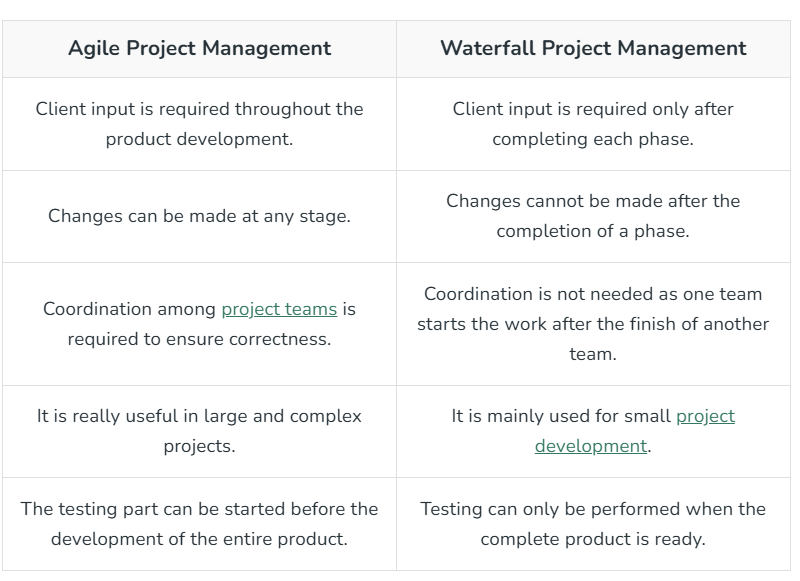 Agile Project Management
Waterfall Project Management
Client input is required throughout the
product development.
Client input is required only after
completing each phase.
Changes can be made at any stage.
Changes cannot be made after the
completion of a phase.
Coordination among project teams is
required to ensure correctness.
Coordination is not needed as one team
starts the work after the finish of another
team.
It is really useful in large and complex
projects.
It is mainly used for small project
development.
The testing part can be started before the
development of the entire product.
Testing can only be performed when the
complete product is ready.